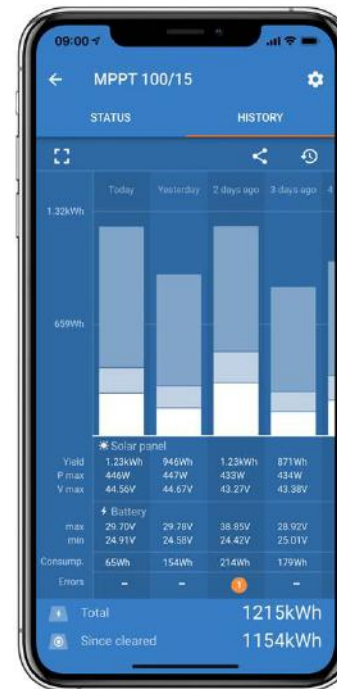 09:00
MPPT 100/15
STATUS HISTORY
Today Yesterday 2 days ago 3 days ago 4
1.32kWh
659Wh
Solar panel
Yield 1.23kWh 946Wh 1.23kWh 871Wh
P max 446W 447W 433W 434W
V max 44.56V 44.67V 43.27V 43.38V
Battery
max 29.70V 29.78V 38.85V 28.92V
min 24.91V 24.58V 24.42V 25.01V
Consump. 65Wh 154Wh 214Wh 179Wh
Errors – – 1 –
Total 1215kWh
Since cleared 1154kWh